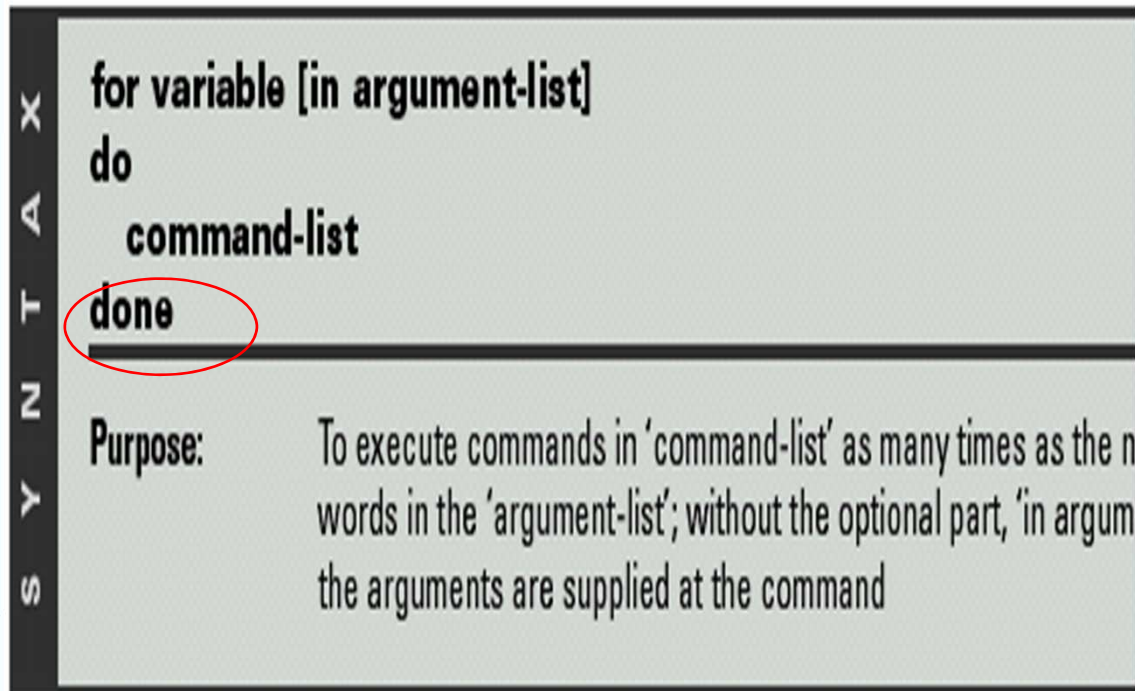 SYNTAX
for variable [in argument-list]
do
command-list
done
Purpose:
To execute commands in ‘command-list’ as many times as the
words in the ‘argument-list’; without the optional part, ‘in
the arguments are supplied at the command